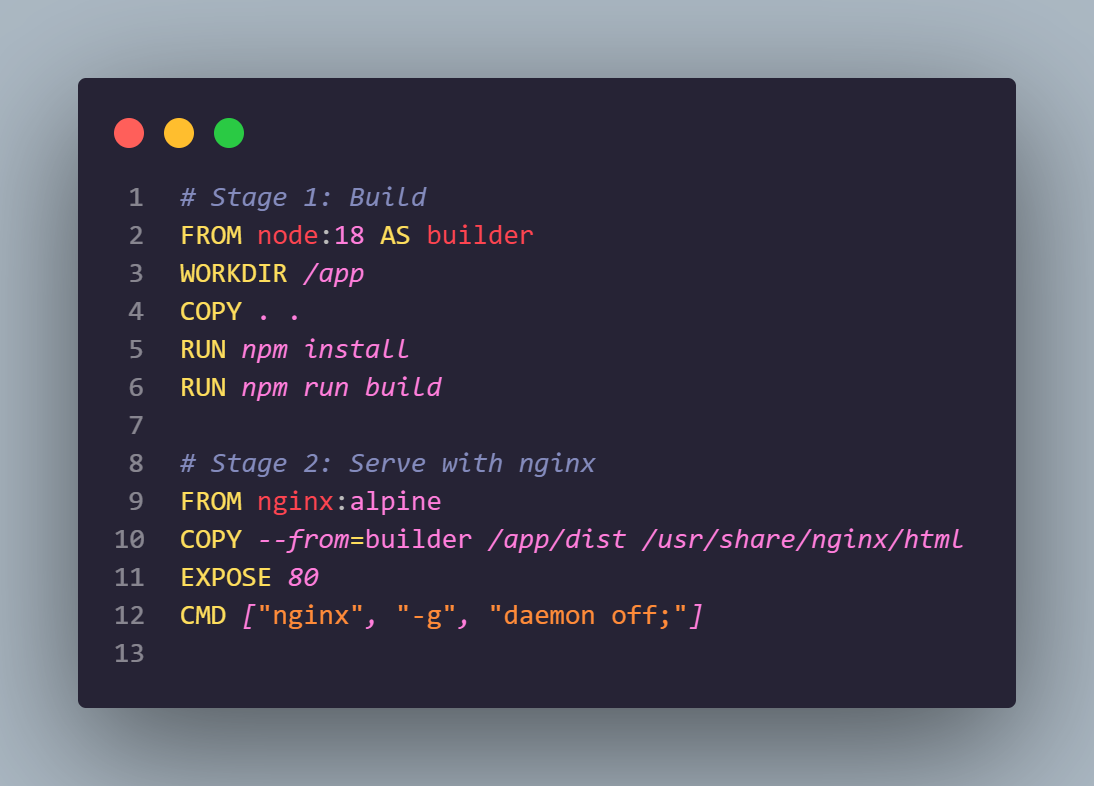 1 # Stage 1: Build
2 FROM node:18 AS builder
3 WORKDIR /app
4 COPY . .
5 RUN npm install
6 RUN npm run build
7
8 # Stage 2: Serve with nginx
9 FROM nginx:alpine
10 COPY --from=builder /app/dist /usr/share/nginx/html
11 EXPOSE 80
12 CMD ["nginx", "-g", "daemon off;"]
13